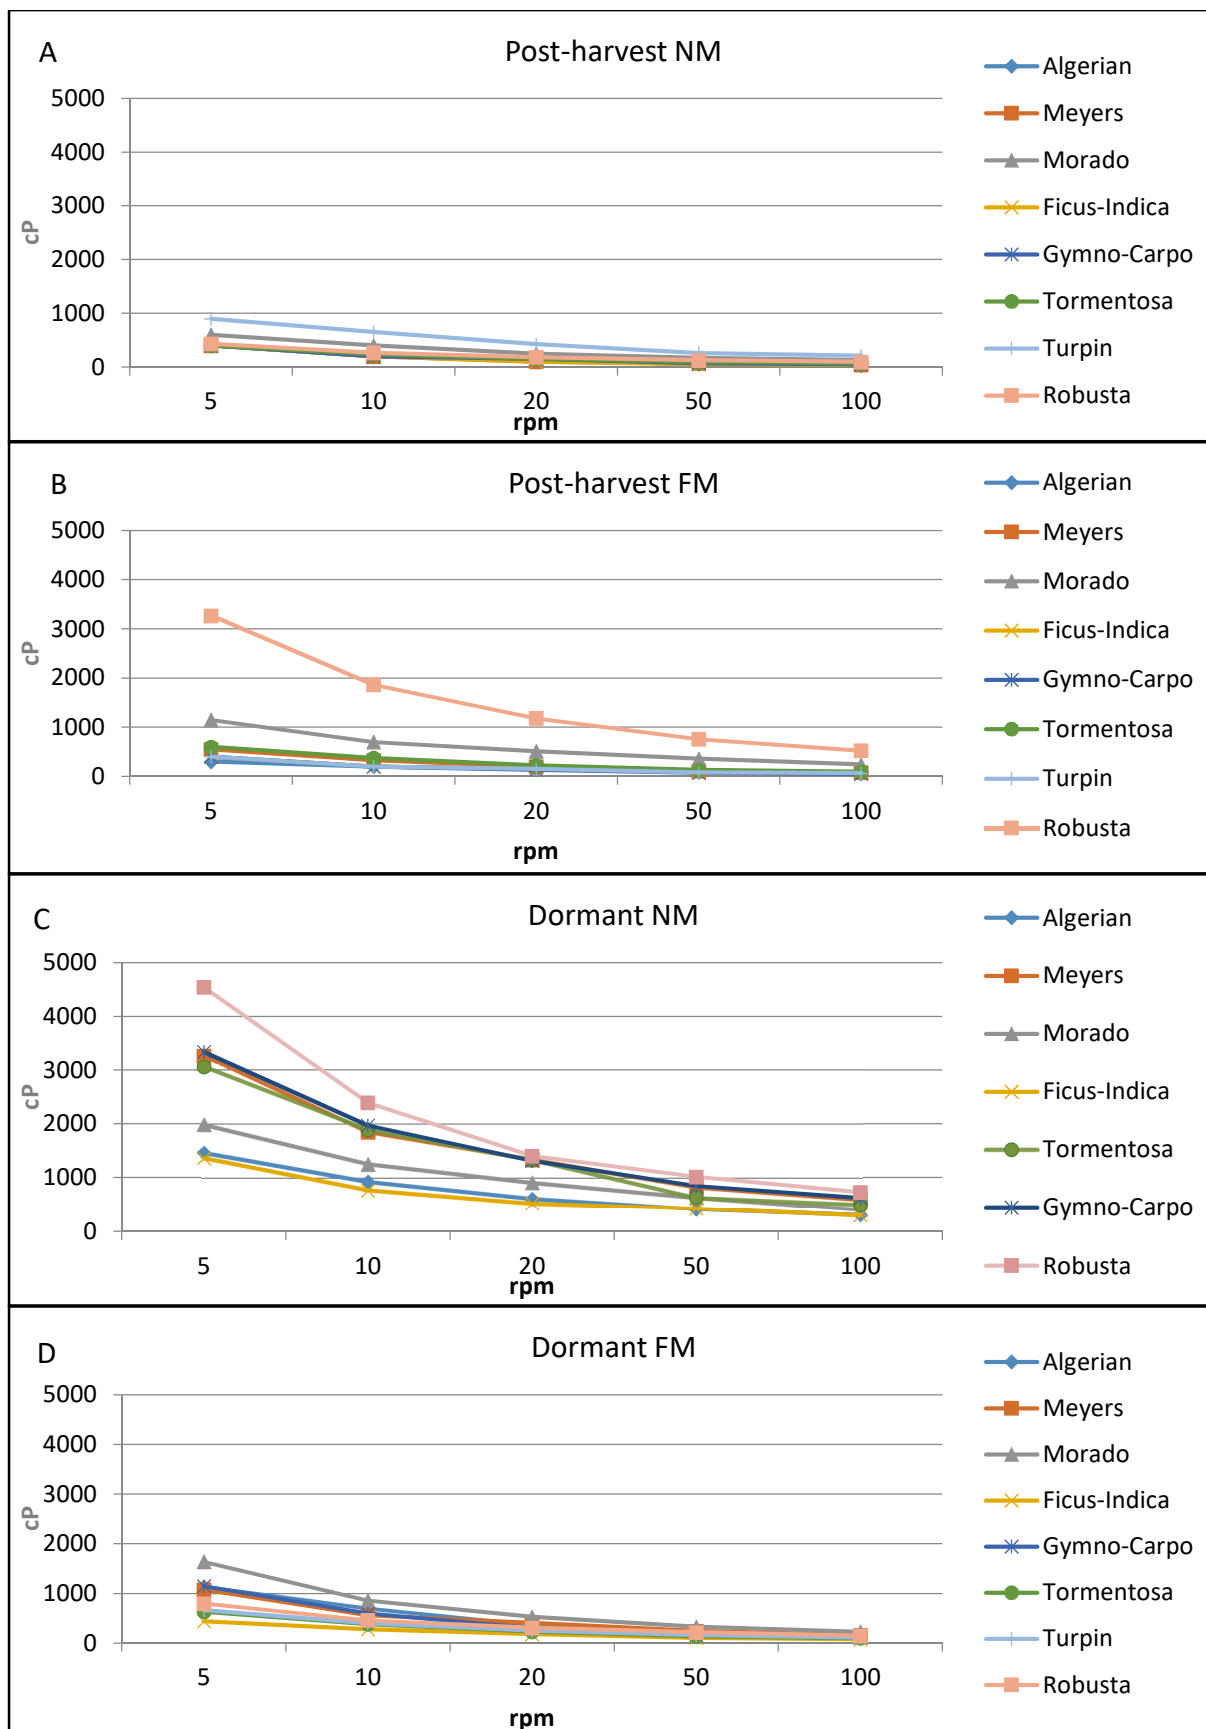 A
Post-harvest NM
5000
4000
3000
2000
1000
0
cP
5 10 20 50 100
rpm
Algerian
Meyers
Morado
Ficus-Indica
Gymno-Carpo
Tormentosa
Turpin
Robusta
B
Post-harvest FM
5000
4000
3000
2000
1000
0
cP
5 10 20 50 100
rpm
Algerian
Meyers
Morado
Ficus-Indica
Gymno-Carpo
Tormentosa
Turpin
Robusta
C
Dormant NM
5000
4000
3000
2000
1000
0
cP
5 10 20 50 100
rpm
Algerian
Meyers
Morado
Ficus-Indica
Tormentosa
Gymno-Carpo
Robusta
D
Dormant FM
5000
4000
3000
2000
1000
0
cP
5 10 20 50 100
rpm
Algerian
Meyers
Morado
Ficus-Indica
Gymno-Carpo
Tormentosa
Turpin
Robusta